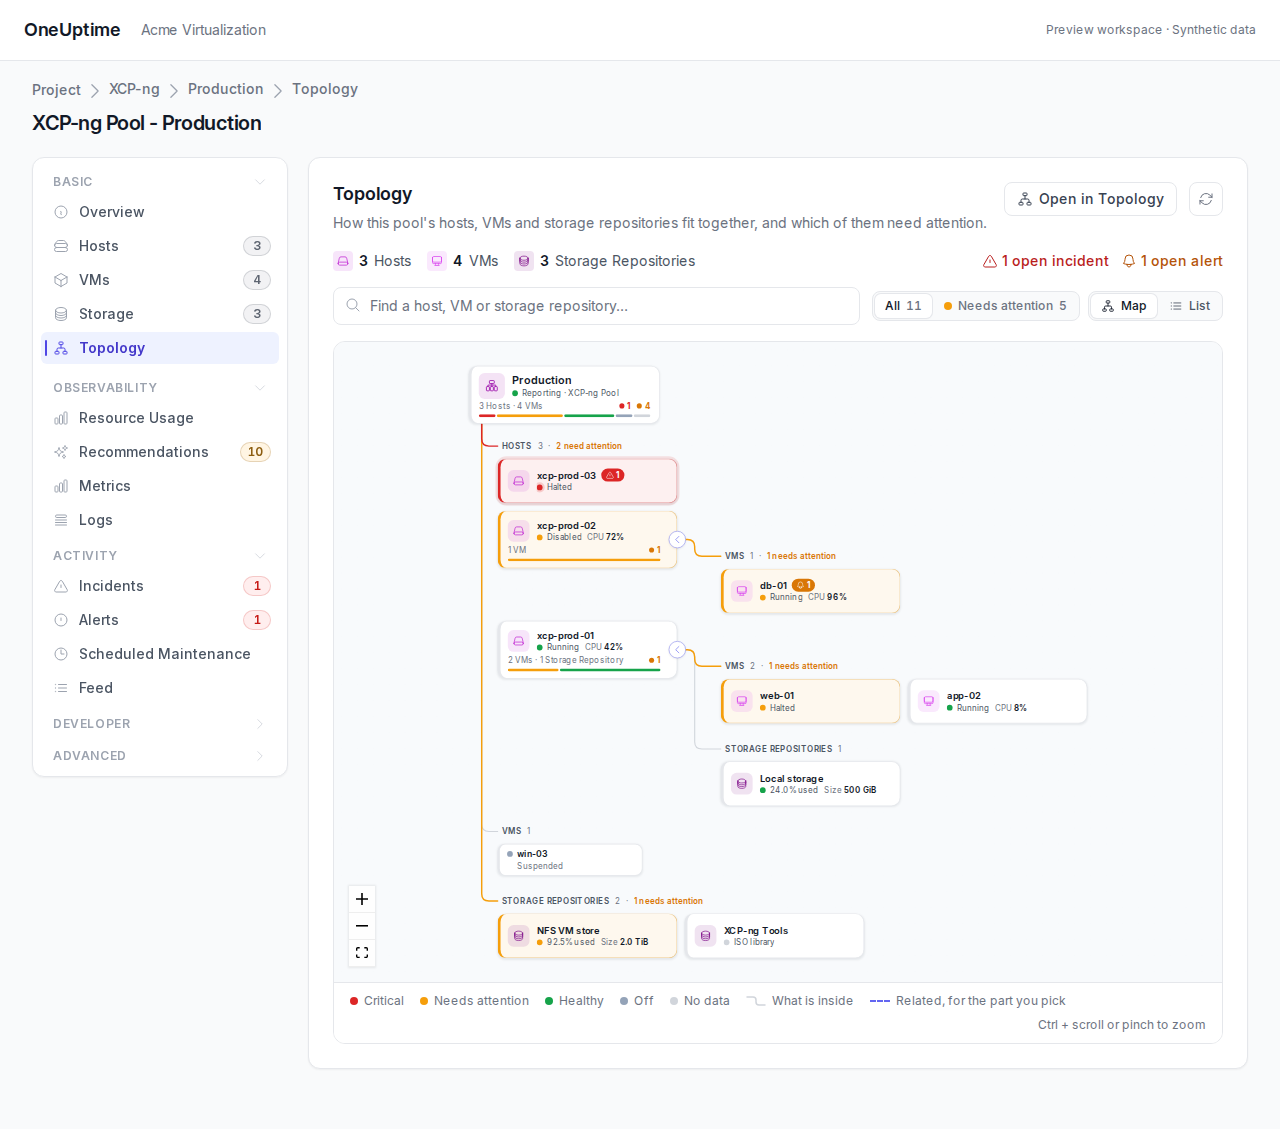 OneUptime Acme Virtualization Preview workspace · Synthetic data
Project XCP-ng Production Topology
XCP-ng Pool - Production
BASIC
Overview
Hosts 3
VMs 4
Storage 3
Topology
OBSERVABILITY
Resource Usage
Recommendations 10
Metrics
Logs
ACTIVITY
Incidents 1
Alerts 1
Scheduled Maintenance
Feed
DEVELOPER
ADVANCED
Topology
How this pool's hosts, VMs and storage repositories fit together, and which of them need attention.
Open in Topology
3 Hosts 4 VMs 3 Storage Repositories
1 open incident 1 open alert
Find a host, VM or storage repository...
All 11 Needs attention 5
Map List
Production
Reporting · XCP-ng Pool
3 Hosts · 4 VMs 1 4
HOSTS 3 · 2 need attention
xcp-prod-03 1
Halted
xcp-prod-02
Disabled CPU 72%
1 VM 1
VMS 1 · 1 needs attention
db-01 1
Running CPU 96%
xcp-prod-01
Running CPU 42%
2 VMs · 1 Storage Repository 1
VMS 2 · 1 needs attention
web-01
Halted
app-02
Running CPU 8%
STORAGE REPOSITORIES 1
Local storage
24.0% used Size 500 GiB
VMS 1
win-03
Suspended
STORAGE REPOSITORIES 2 · 1 needs attention
NFS VM store
92.5% used Size 2.0 TiB
XCP-ng Tools
ISO library
Critical Needs attention Healthy Off No data What is inside Related, for the part you pick
Ctrl + scroll or pinch to zoom